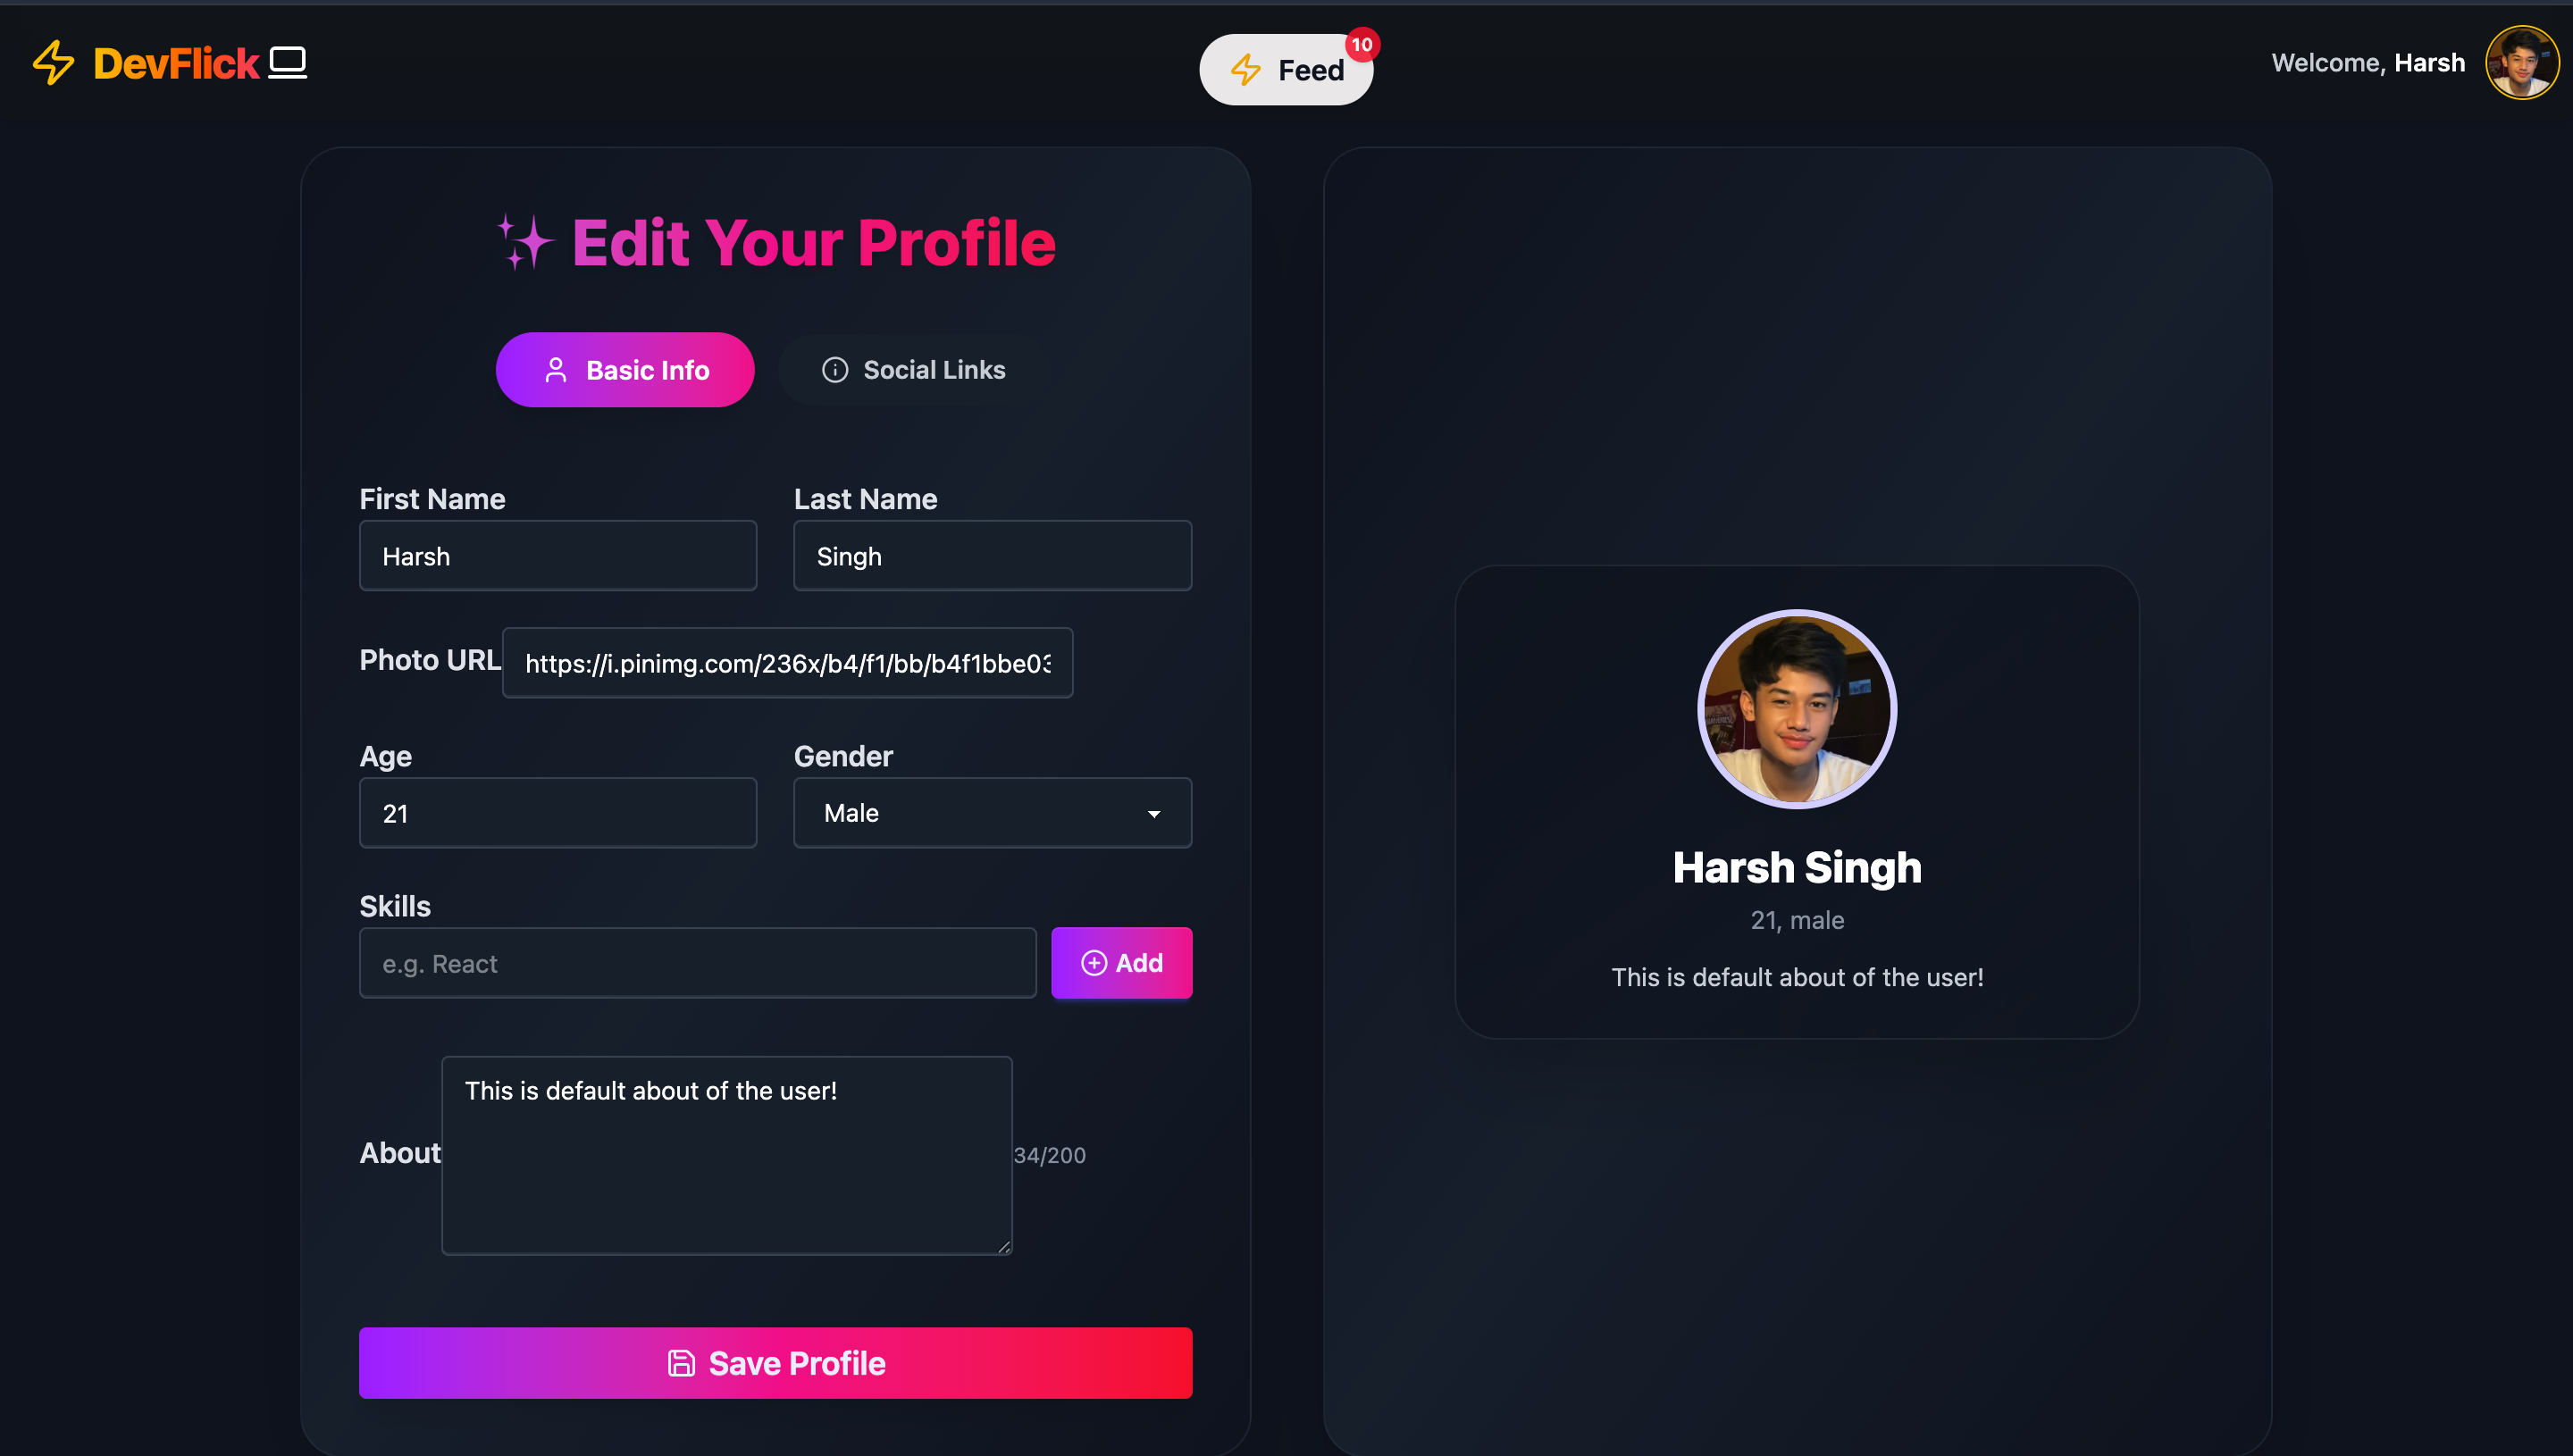 DevFlick
Feed
10
Welcome, Harsh
Edit Your Profile
Basic Info
Social Links
First Name
Last Name
Harsh
Singh
Photo URL
https://i.pinimg.com/236x/b4/f1/bb/b4f1bbe03
Age
Gender
21
Male
Skills
e.g. React
Add
About
This is default about of the user!
34/200
Save Profile
Harsh Singh
21, male
This is default about of the user!